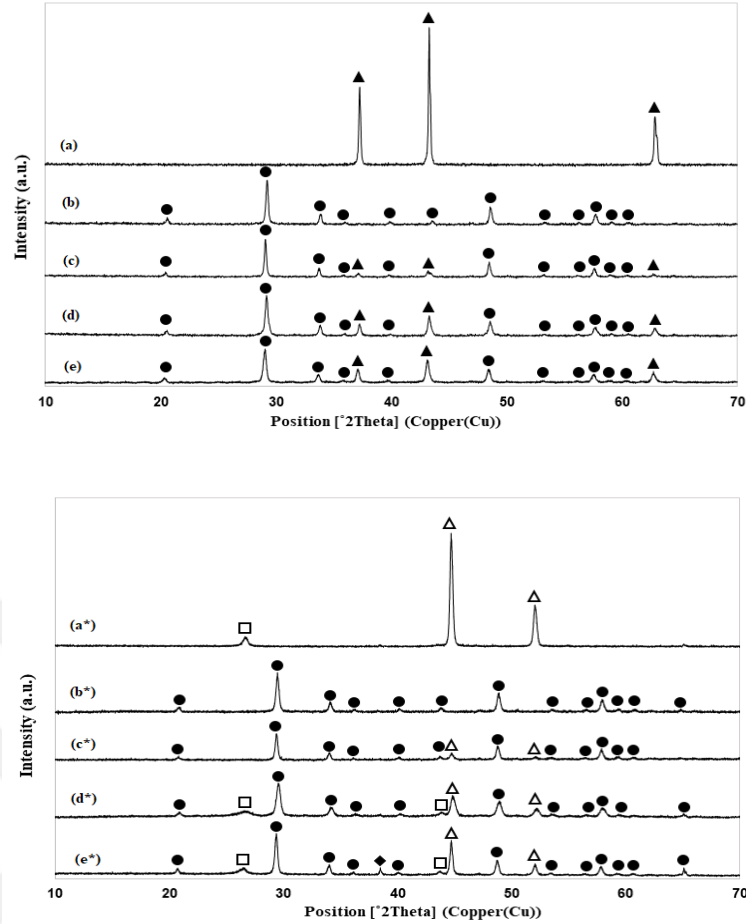 Intensity (a.u.)
(a)
(b)
(c)
(d)
(e)
10 20 30 40 50 60 70
Position [˚2Theta] (Copper(Cu))
Intensity (a.u.)
(a*)
(b*)
(c*)
(d*)
(e*)
10 20 30 40 50 60 70
Position [˚2Theta] (Copper(Cu))